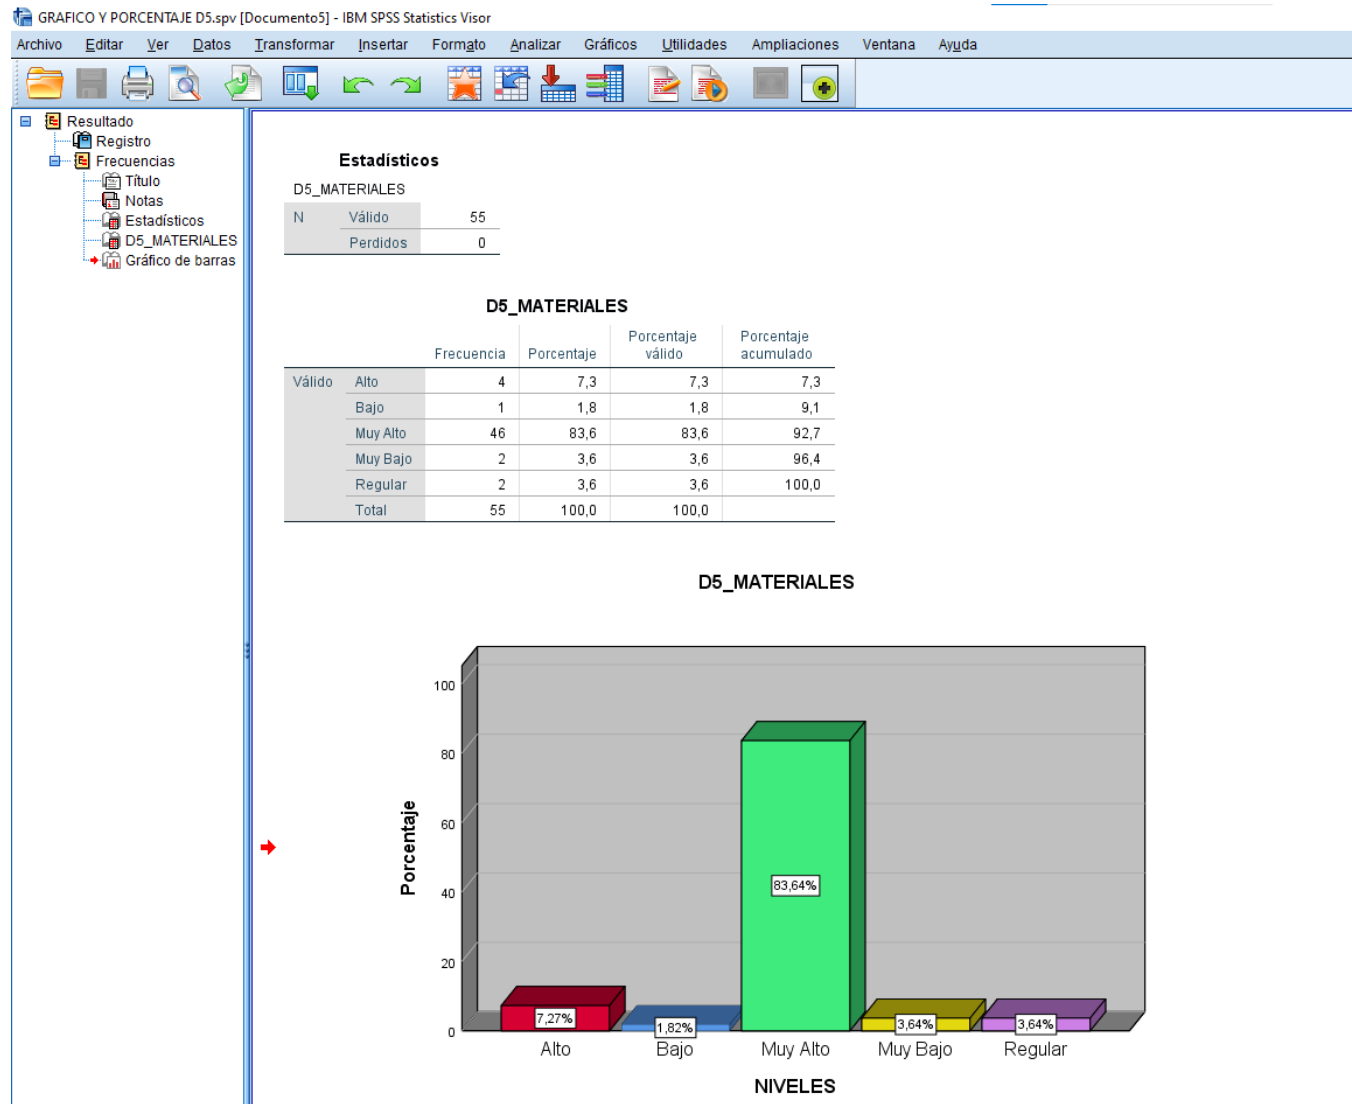 GRAFICO Y PORCENTAJE D5.spv [Documento5] - IBM SPSS Statistics Visor
Archivo Editar Ver Datos Transformar Insertar Formato Analizar Gráficos Utilidades Ampliaciones Ventana Ayuda
Resultado
Registro
Frecuencias
Título
Notas
Estadísticos
D5_MATERIALES
Gráfico de barras
Estadísticos
D5_MATERIALES
N Válido 55
Perdidos 0
D5_MATERIALES
Frecuencia Porcentaje Porcentaje válido Porcentaje acumulado
Válido Alto 4 7,3 7,3 7,3
Bajo 1 1,8 1,8 9,1
Muy Alto 46 83,6 83,6 92,7
Muy Bajo 2 3,6 3,6 96,4
Regular 2 3,6 3,6 100,0
Total 55 100,0 100,0
D5_MATERIALES
Porcentaje
100
80
60
40
20
0
7,27%
1,82%
83,64%
3,64%
3,64%
Alto Bajo Muy Alto Muy Bajo Regular
NIVELES